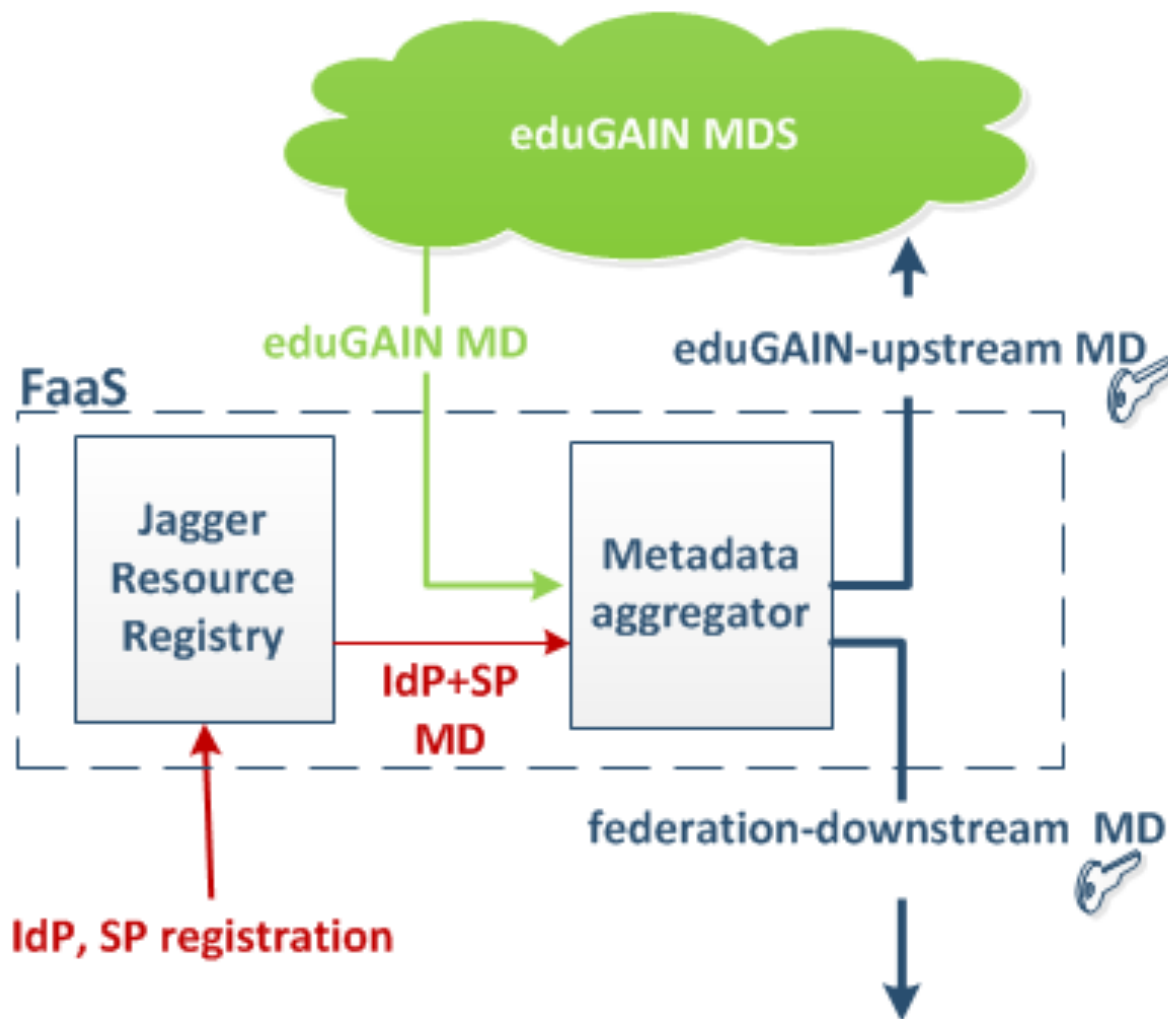 eduGAIN MDS
eduGAIN MD
eduGAIN-upstream MD
FaaS
Jagger
Resource
Registry
Metadata
aggregator
IdP+SP
MD
federation-downstream MD
IdP, SP registration